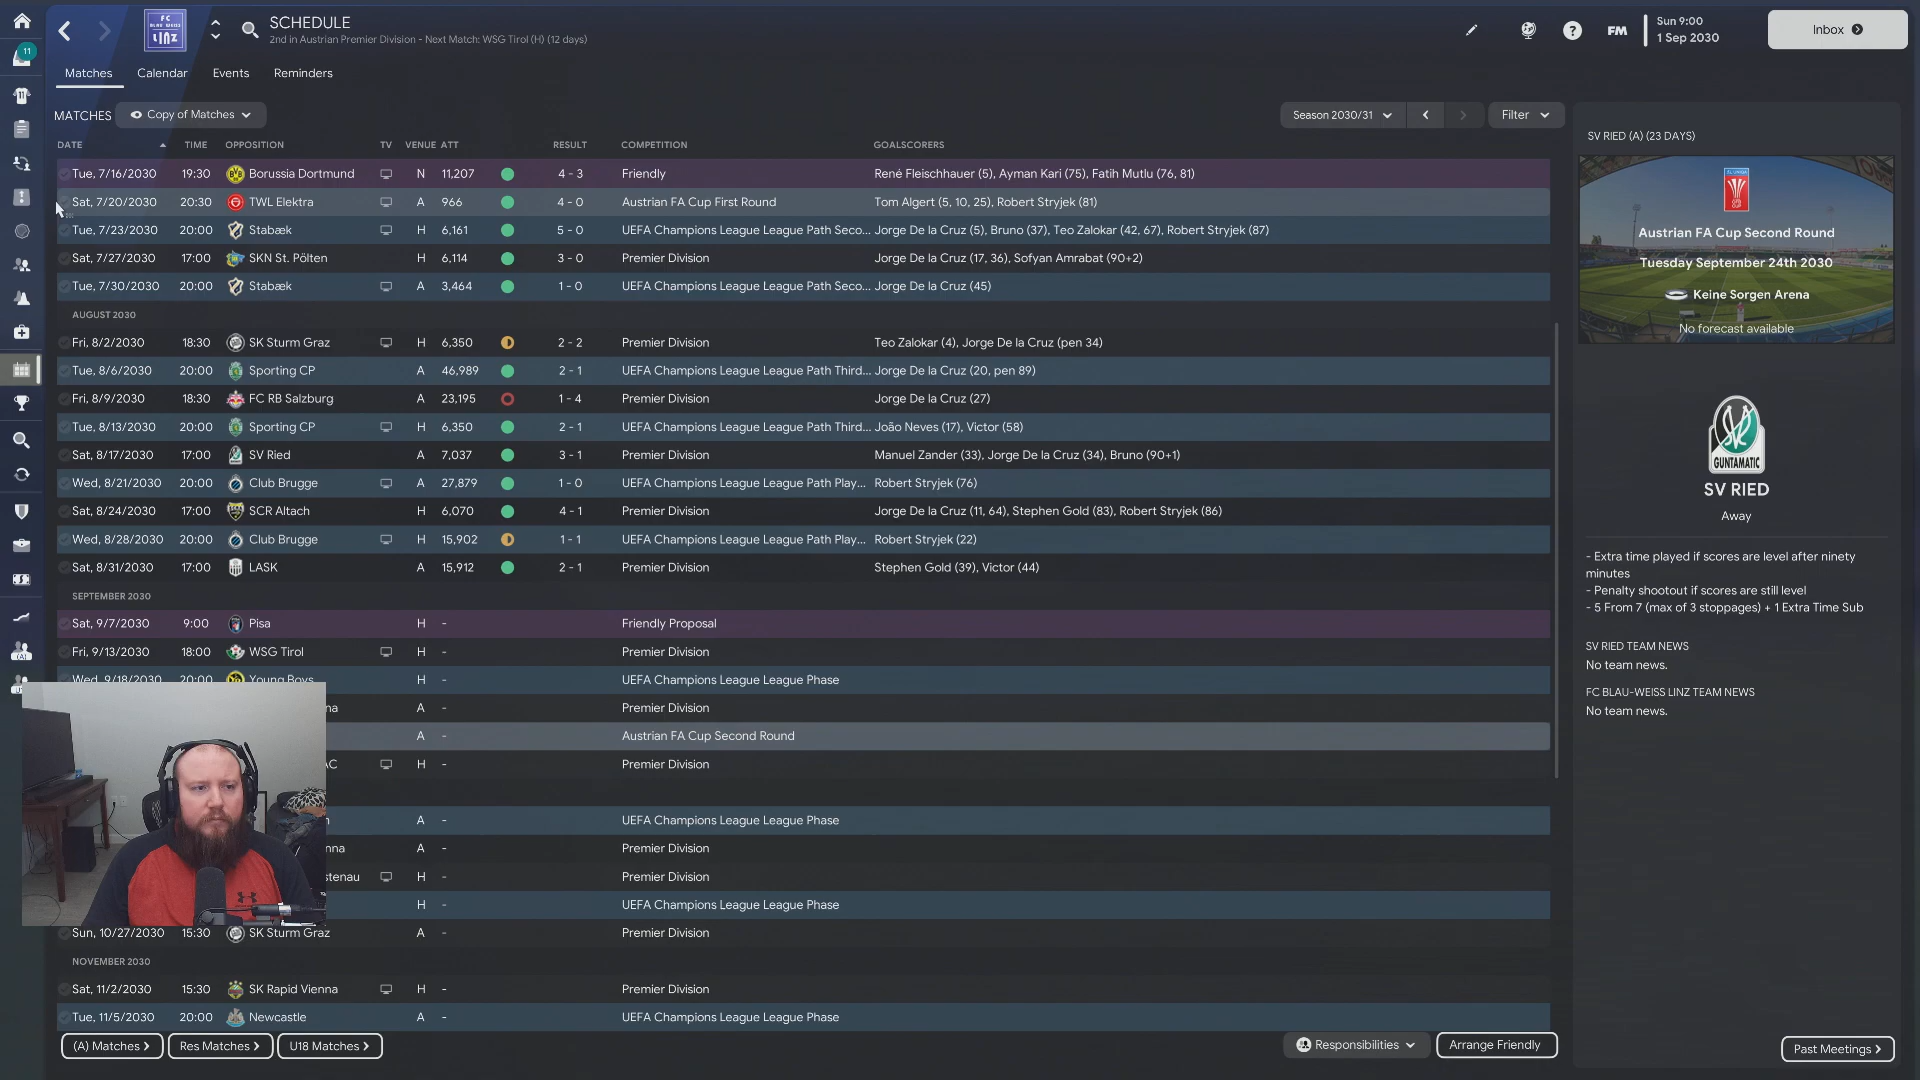 FC BLAU WEISS LINZ
SCHEDULE
2nd in Austrian Premier Division - Next Match: WSG Tirol (H) (12 days)
FM
Sun 9:00
1 Sep 2030
Inbox
11
Matches Calendar Events Reminders
MATCHES Copy of Matches Season 2030/31 Filter
DATE TIME OPPOSITION TV VENUE ATT RESULT COMPETITION GOALSCORERS
Tue, 7/16/2030 19:30 Borussia Dortmund N 11,207 4 - 3 Friendly René Fleischhauer (5), Ayman Kari (75), Fatih Mutlu (76, 81)
Sat, 7/20/2030 20:30 TWL Elektra A 966 4 - 0 Austrian FA Cup First Round Tom Algert (5, 10, 25), Robert Stryjek (81)
Tue, 7/23/2030 20:00 Stabæk H 6,161 5 - 0 UEFA Champions League League Path Seco... Jorge De la Cruz (5), Bruno (37), Teo Zalokar (42, 67), Robert Stryjek (87)
Sat, 7/27/2030 17:00 SKN St. Pölten H 6,114 3 - 0 Premier Division Jorge De la Cruz (17, 36), Sofyan Amrabat (90+2)
Tue, 7/30/2030 20:00 Stabæk A 3,464 1 - 0 UEFA Champions League League Path Seco... Jorge De la Cruz (45)
AUGUST 2030
Fri, 8/2/2030 18:30 SK Sturm Graz H 6,350 2 - 2 Premier Division Teo Zalokar (4), Jorge De la Cruz (pen 34)
Tue, 8/6/2030 20:00 Sporting CP A 46,989 2 - 1 UEFA Champions League League Path Third... Jorge De la Cruz (20, pen 89)
Fri, 8/9/2030 18:30 FC RB Salzburg A 23,195 1 - 4 Premier Division Jorge De la Cruz (27)
Tue, 8/13/2030 20:00 Sporting CP H 6,350 2 - 1 UEFA Champions League League Path Third... João Neves (17), Victor (58)
Sat, 8/17/2030 17:00 SV Ried A 7,037 3 - 1 Premier Division Manuel Zander (33), Jorge De la Cruz (34), Bruno (90+1)
Wed, 8/21/2030 20:00 Club Brugge A 27,879 1 - 0 UEFA Champions League League Path Play... Robert Stryjek (76)
Sat, 8/24/2030 17:00 SCR Altach H 6,070 4 - 1 Premier Division Jorge De la Cruz (11, 64), Stephen Gold (83), Robert Stryjek (86)
Wed, 8/28/2030 20:00 Club Brugge H 15,902 1 - 1 UEFA Champions League League Path Play... Robert Stryjek (22)
Sat, 8/31/2030 17:00 LASK A 15,912 2 - 1 Premier Division Stephen Gold (39), Victor (44)
SEPTEMBER 2030
Sat, 9/7/2030 9:00 Pisa H - Friendly Proposal
Fri, 9/13/2030 18:00 WSG Tirol H - Premier Division
Wed, 9/18/2030 20:00 Young Boys H - UEFA Champions League League Phase
na A - Premier Division
A - Austrian FA Cup Second Round
AC H - Premier Division
A - UEFA Champions League League Phase
nna A - Premier Division
stenau H - Premier Division
H - UEFA Champions League League Phase
Sun, 10/27/2030 15:30 SK Sturm Graz A - Premier Division
NOVEMBER 2030
Sat, 11/2/2030 15:30 SK Rapid Vienna H - Premier Division
Tue, 11/5/2030 20:00 Newcastle A - UEFA Champions League League Phase
(A) Matches Res Matches U18 Matches Responsibilities Arrange Friendly
SV RIED (A) (23 DAYS)
Austrian FA Cup Second Round
Tuesday September 24th 2030
Keine Sorgen Arena
No forecast available
GUNTAMATIC
SV RIED
Away
- Extra time played if scores are level after ninety
minutes
- Penalty shootout if scores are still level
- 5 From 7 (max of 3 stoppages) + 1 Extra Time Sub
SV RIED TEAM NEWS
No team news.
FC BLAU-WEISS LINZ TEAM NEWS
No team news.
Past Meetings